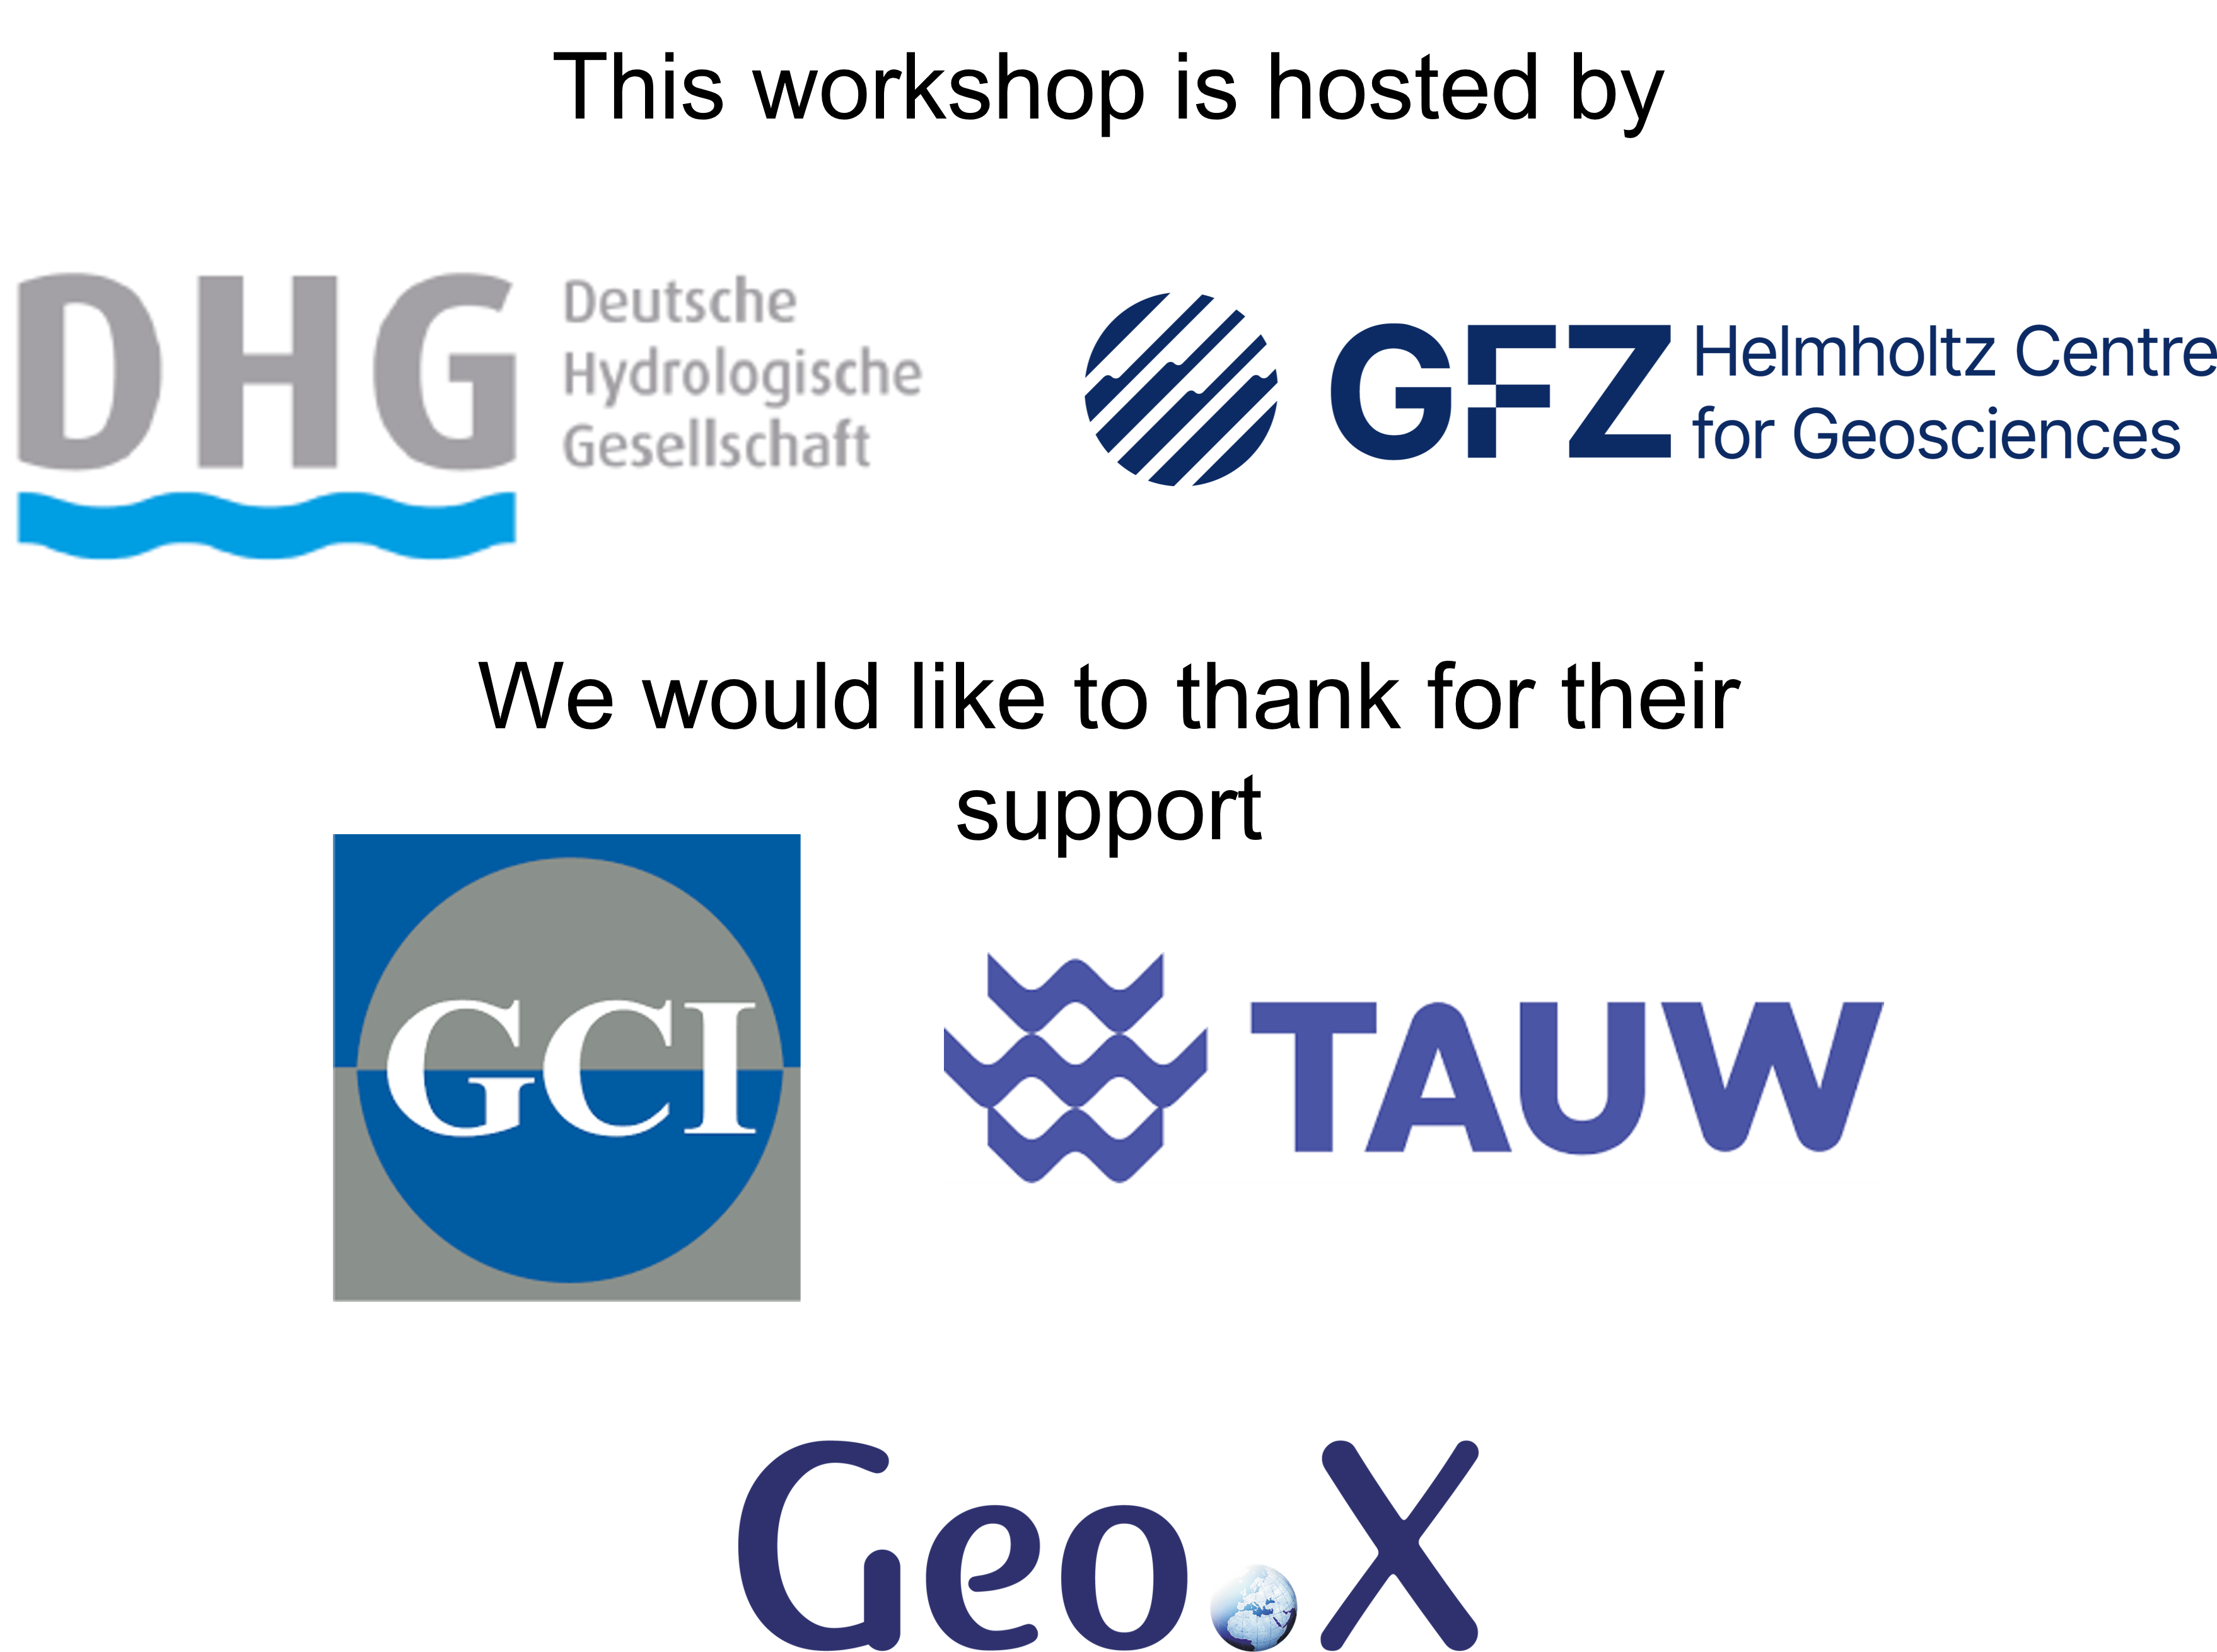 This workshop is hosted by
DHG
Deutsche
Hydrologische
Gesellschaft
GFZ
Helmholtz Centre
for Geosciences
We would like to thank for their
support
GCI
TAUW
Geo.X